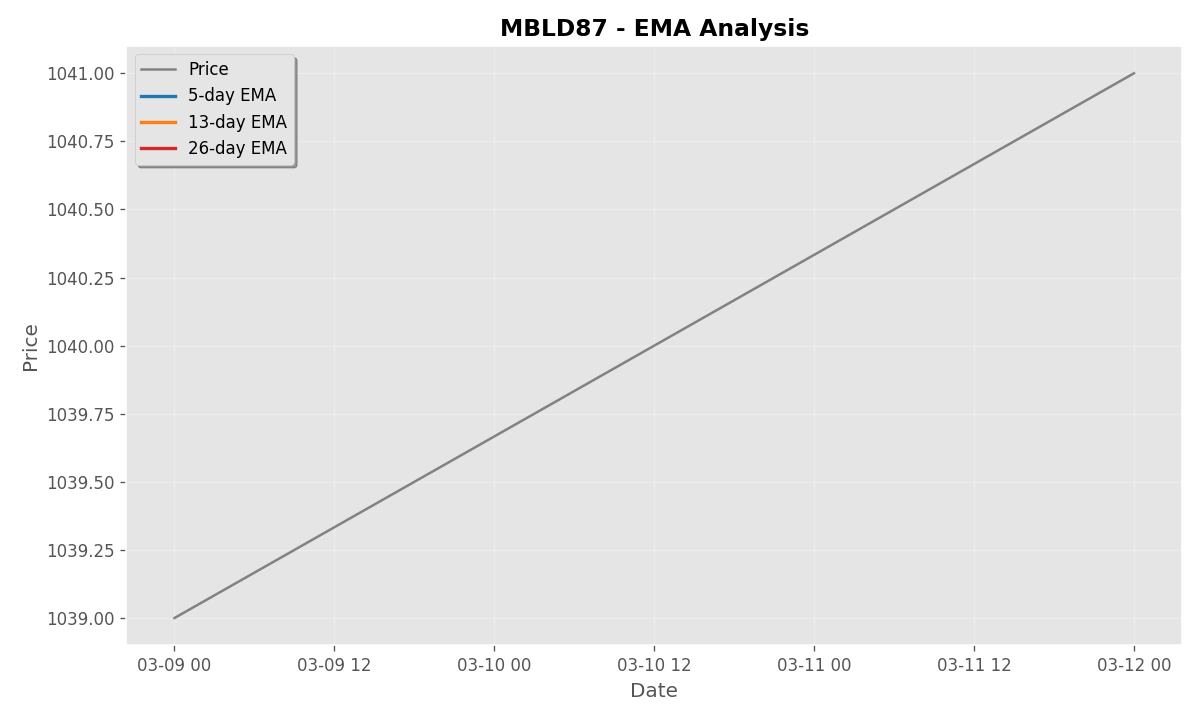 MBLD87 - EMA Analysis
Price
5-day EMA
13-day EMA
26-day EMA
1041.00
1040.75
1040.50
1040.25
1040.00
1039.75
1039.50
1039.25
1039.00
Price
03-09 00
03-09 12
03-10 00
03-10 12
03-11 00
03-11 12
03-12 00
Date